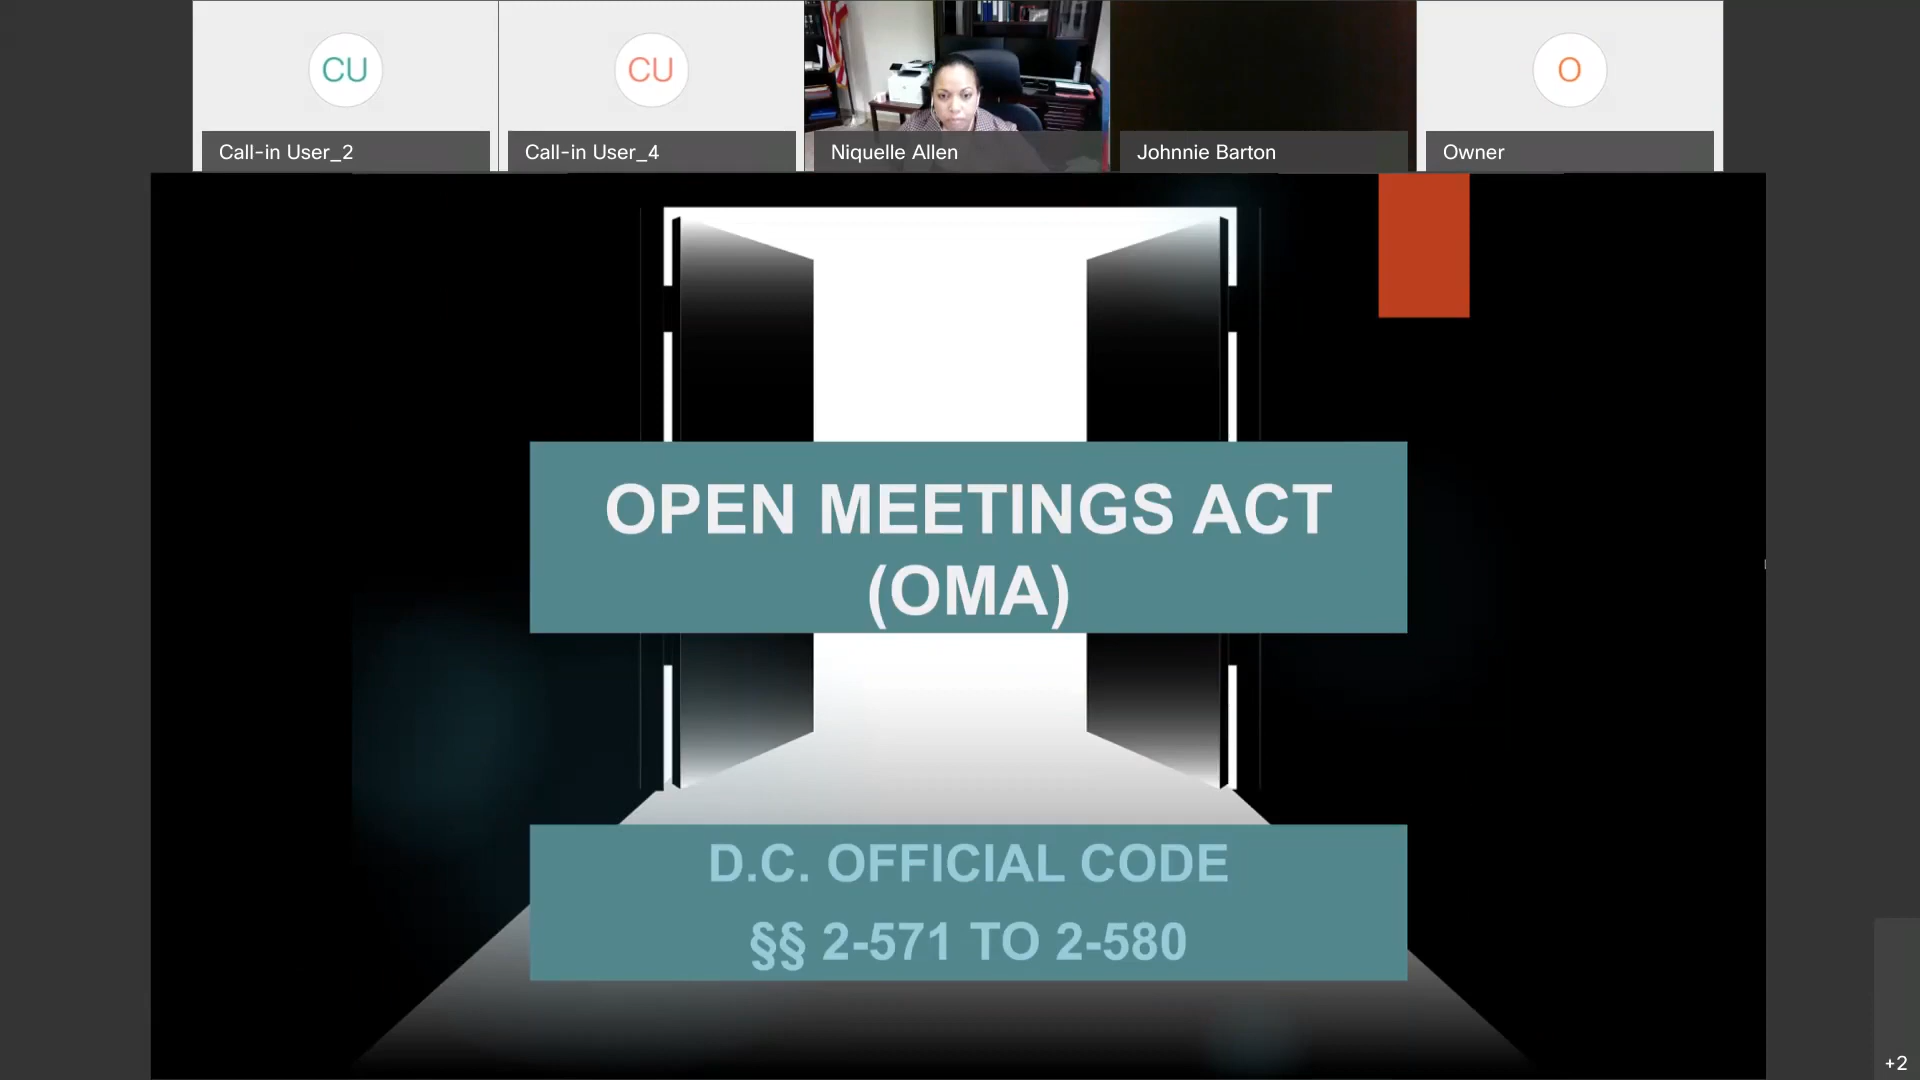 CU
CU
O
Call-in User_2
Call-in User_4
Niquelle Allen
Johnnie Barton
Owner
OPEN MEETINGS ACT
(OMA)
D.C. OFFICIAL CODE
§§ 2-571 TO 2-580
+2